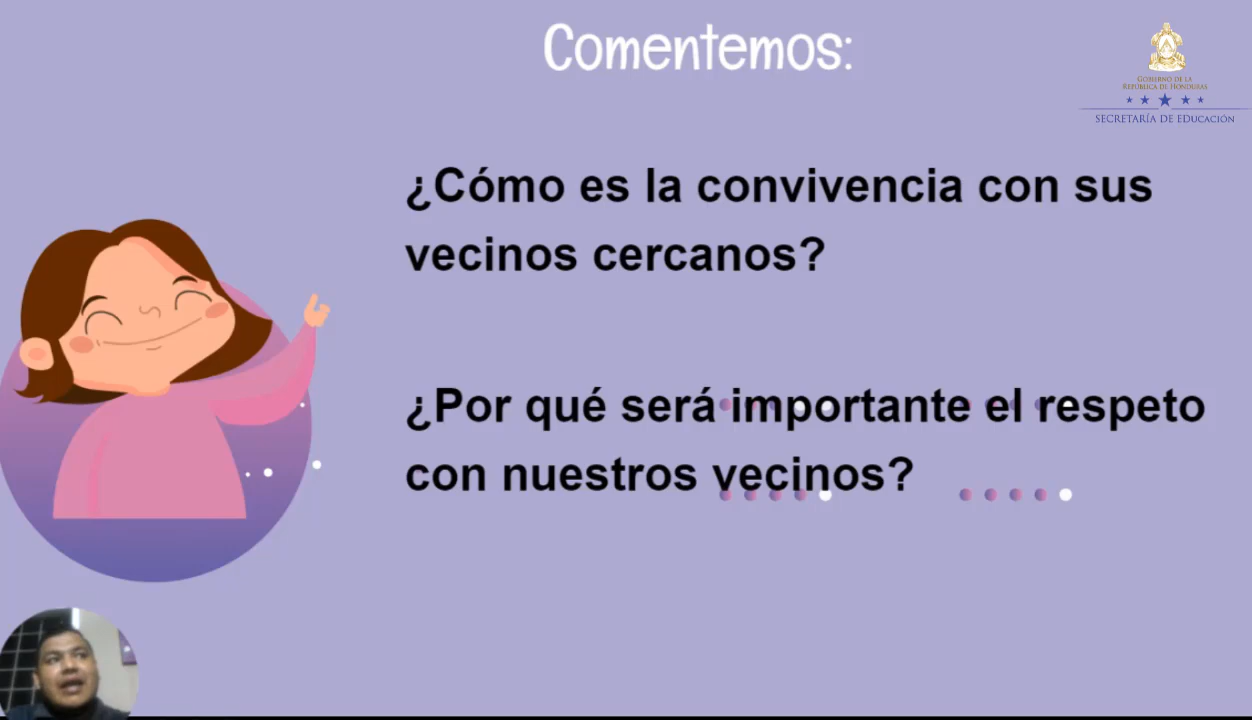 Comentemos:
GOBIERNO DE LA
REPÚBLICA DE HONDURAS
SECRETARÍA DE EDUCACIÓN
¿Cómo es la convivencia con sus
vecinos cercanos?
¿Por qué será importante el respeto
con nuestros vecinos?